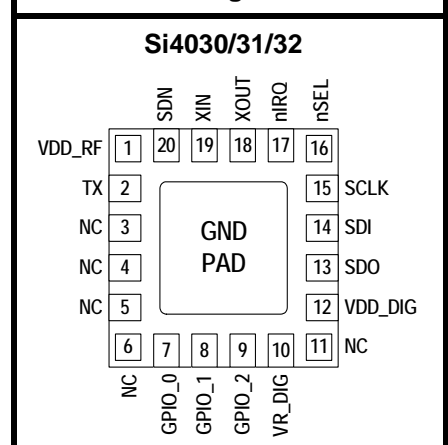 Si4030/31/32
SDN
XIN
XOUT
nIRQ
nSEL
VDD_RF 1 20 19 18 17 16
TX 2 15 SCLK
NC 3 14 SDI
GND
NC 4 13 SDO
PAD
NC 5 12 VDD_DIG
6 7 8 9 10 11 NC
NC
GPIO_0
GPIO_1
GPIO_2
VR_DIG